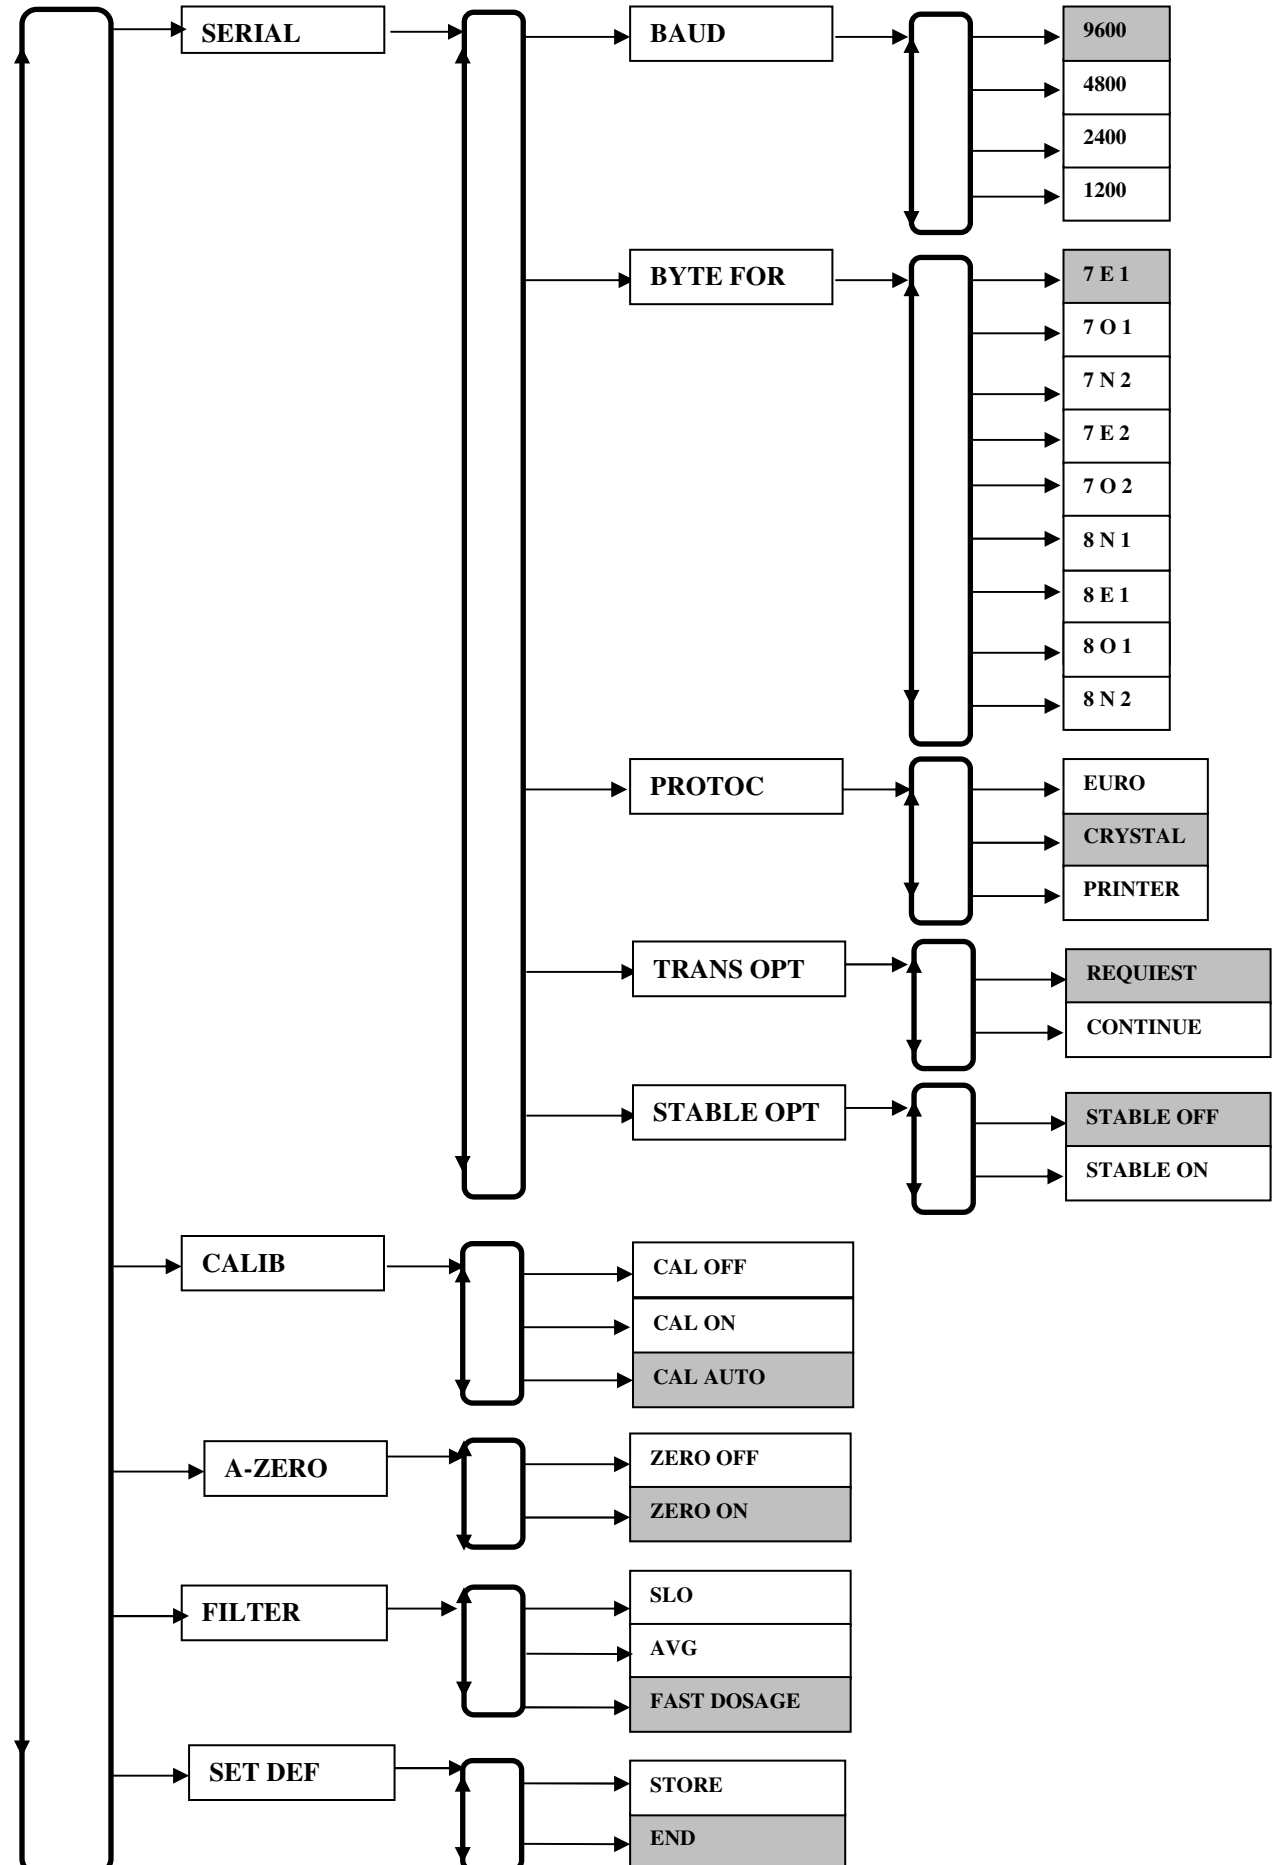 SERIAL
BAUD
9600
4800
2400
1200
BYTE FOR
7 E 1
7 O 1
7 N 2
7 E 2
7 O 2
8 N 1
8 E 1
8 O 1
8 N 2
PROTOC
EURO
CRYSTAL
PRINTER
TRANS OPT
REQUIEST
CONTINUE
STABLE OPT
STABLE OFF
STABLE ON
CALIB
CAL OFF
CAL ON
CAL AUTO
A-ZERO
ZERO OFF
ZERO ON
FILTER
SLO
AVG
FAST DOSAGE
SET DEF
STORE
END